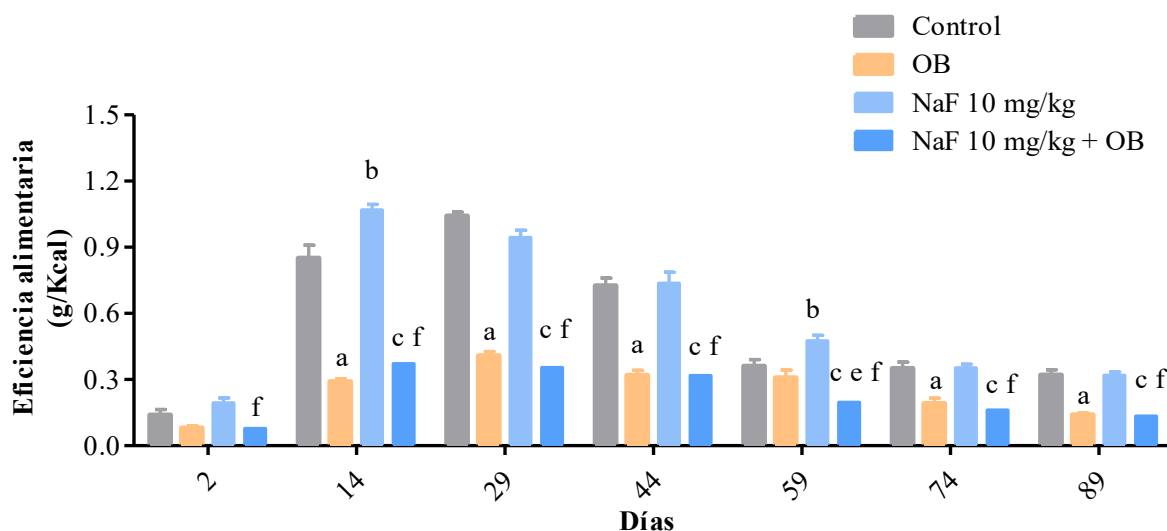 Control
OB
NaF 10 mg/kg
NaF 10 mg/kg + OB
Eficiencia alimentaria
(g/Kcal)
1.5
1.2
0.9
0.6
0.3
0.0
f
a
b
c f
a
c f
a
c f
b
c e f
a
c f
a
c f
2
14
29
44
59
74
89
Días